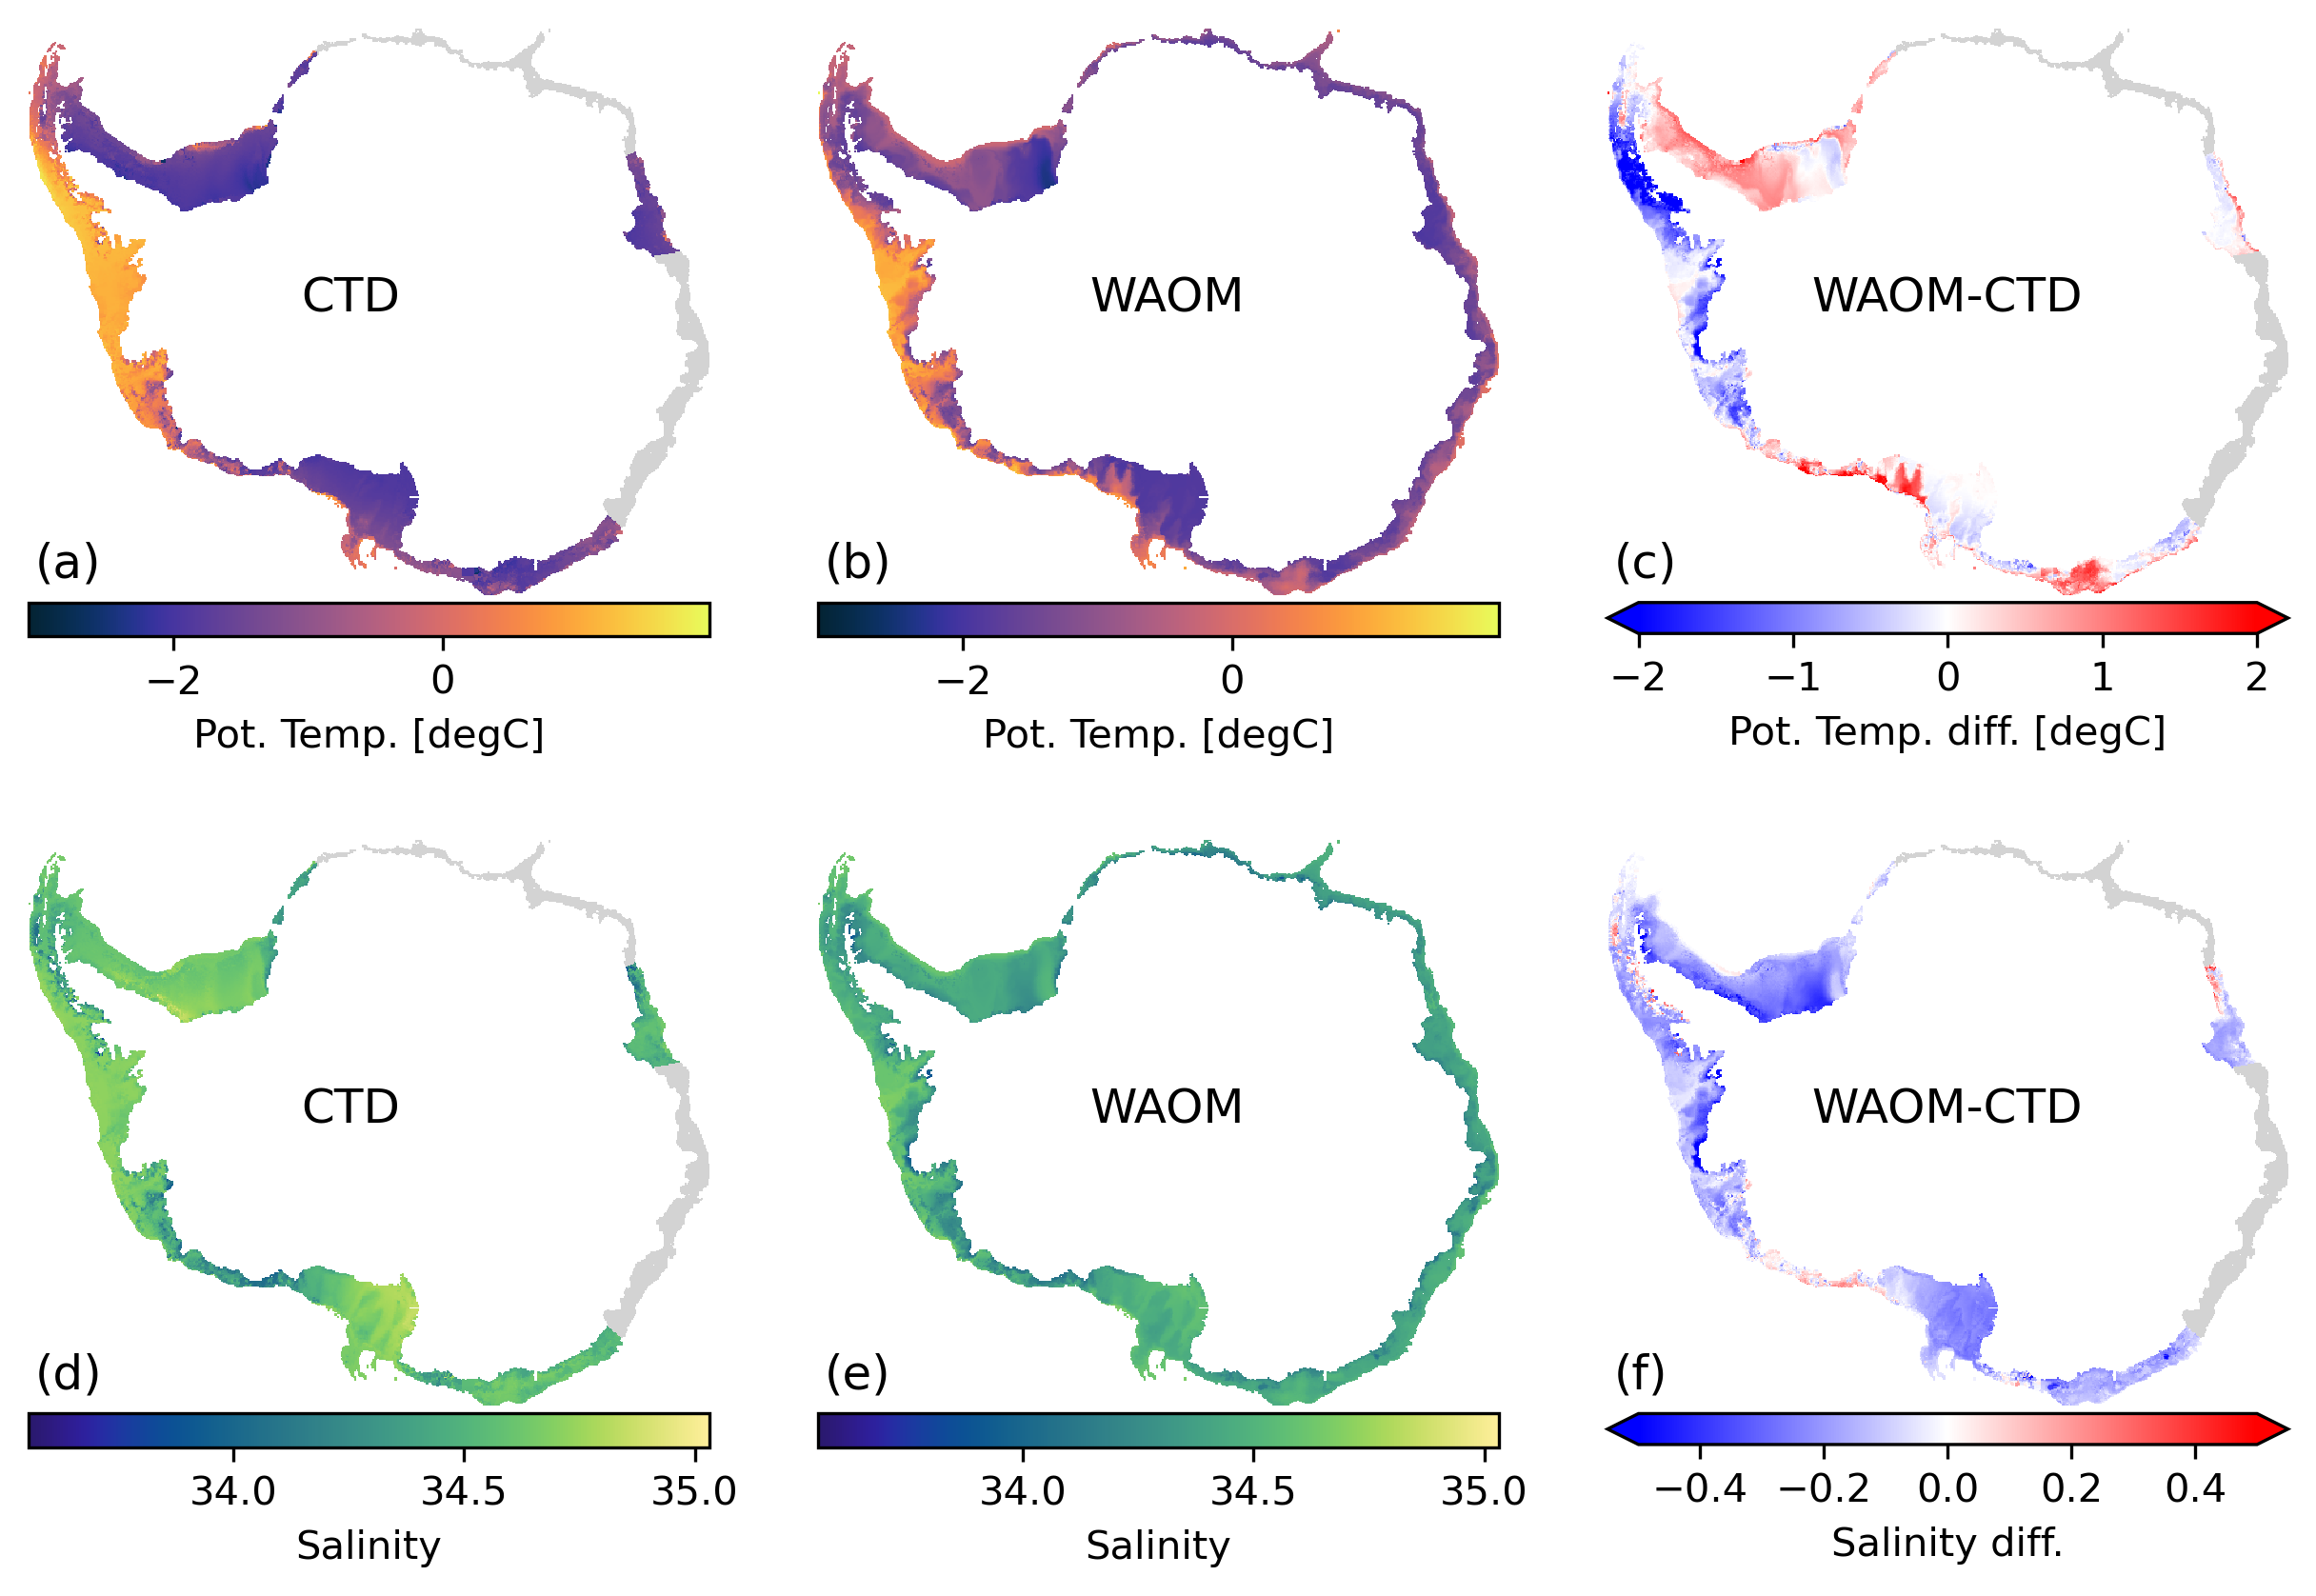 CTD
WAOM
WAOM-CTD
(a)
(b)
(c)
−2 0
−2 0
−2 −1 0 1 2
Pot. Temp. [degC]
Pot. Temp. [degC]
Pot. Temp. diff. [degC]
CTD
WAOM
WAOM-CTD
(d)
(e)
(f)
34.0 34.5 35.0
34.0 34.5 35.0
−0.4 −0.2 0.0 0.2 0.4
Salinity
Salinity
Salinity diff.